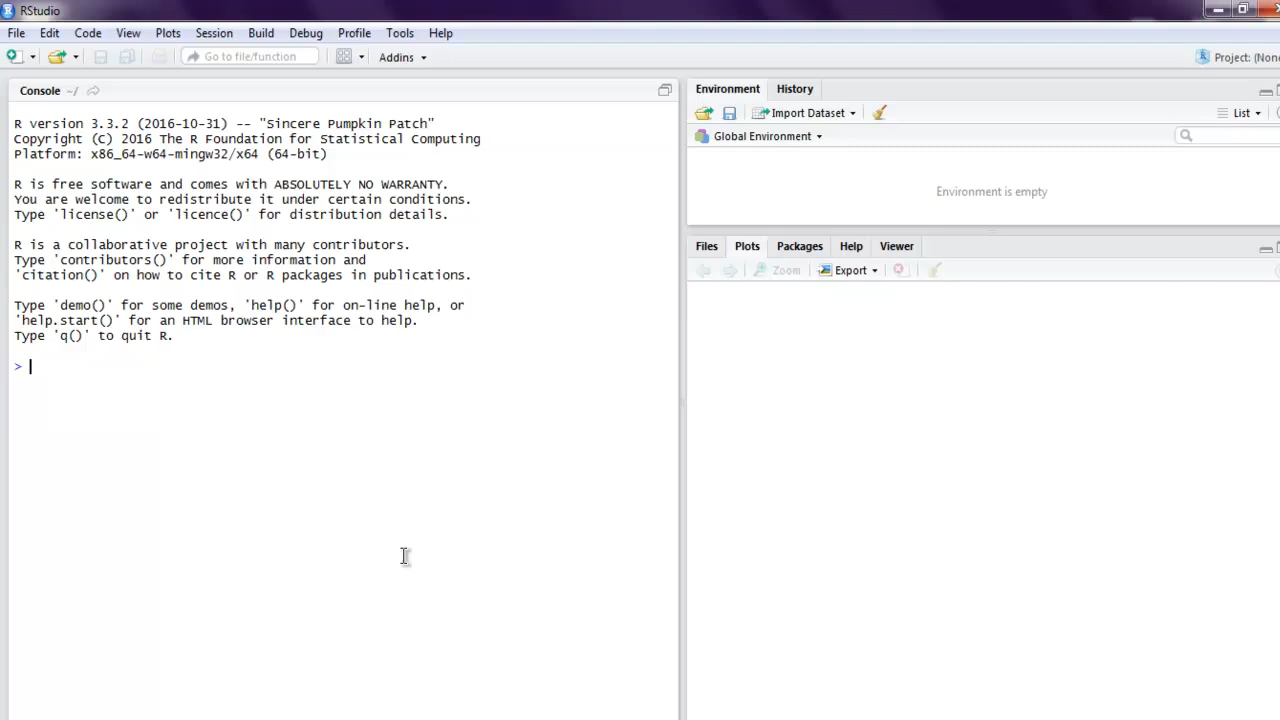 RStudio
File Edit Code View Plots Session Build Debug Profile Tools Help
Go to file/function Addins Project: (None
Console ~/
R version 3.3.2 (2016-10-31) -- "Sincere Pumpkin Patch"
Copyright (C) 2016 The R Foundation for Statistical Computing
Platform: x86_64-w64-mingw32/x64 (64-bit)
R is free software and comes with ABSOLUTELY NO WARRANTY.
You are welcome to redistribute it under certain conditions.
Type 'license()' or 'licence()' for distribution details.
R is a collaborative project with many contributors.
Type 'contributors()' for more information and
'citation()' on how to cite R or R packages in publications.
Type 'demo()' for some demos, 'help()' for on-line help, or
'help.start()' for an HTML browser interface to help.
Type 'q()' to quit R.
>
Environment History
Import Dataset List
Global Environment
Environment is empty
Files Plots Packages Help Viewer
Zoom Export